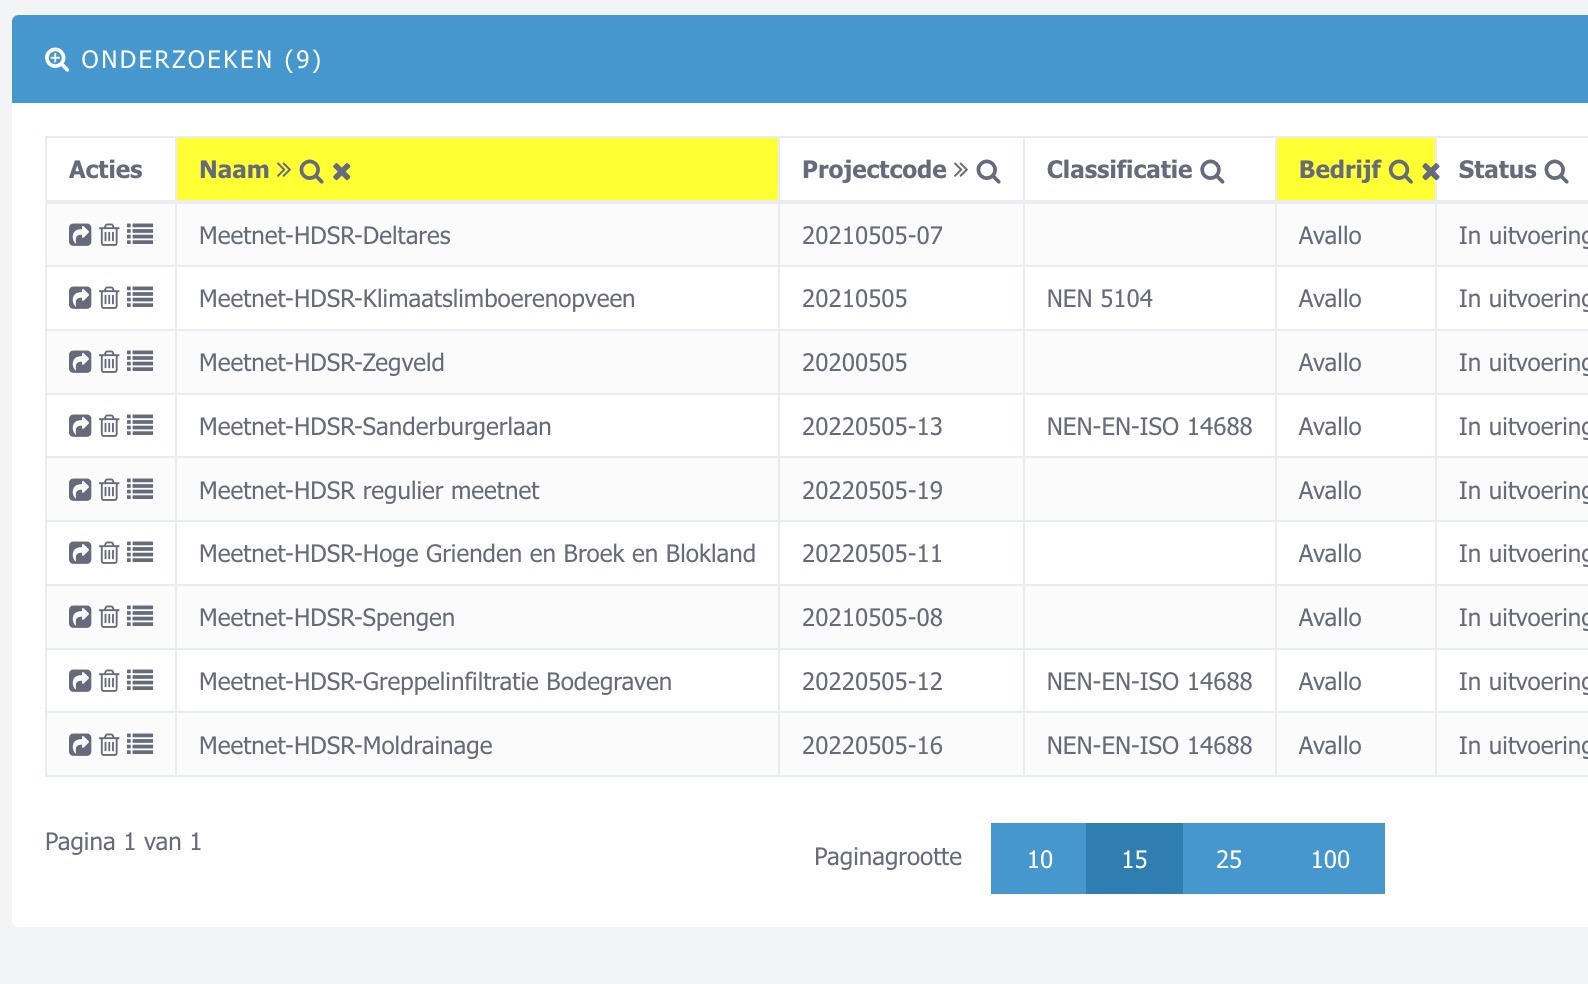 ONDERZOEKEN (9)
Acties Naam » Projectcode » Classificatie Bedrijf Status
Meetnet-HDSR-Deltares 20210505-07 Avallo In uitvoering
Meetnet-HDSR-Klimaatslimboerenopveen 20210505 NEN 5104 Avallo In uitvoering
Meetnet-HDSR-Zegveld 20200505 Avallo In uitvoering
Meetnet-HDSR-Sanderburgerlaan 20220505-13 NEN-EN-ISO 14688 Avallo In uitvoering
Meetnet-HDSR regulier meetnet 20220505-19 Avallo In uitvoering
Meetnet-HDSR-Hoge Grienden en Broek en Blokland 20220505-11 Avallo In uitvoering
Meetnet-HDSR-Spengen 20210505-08 Avallo In uitvoering
Meetnet-HDSR-Greppelinfiltratie Bodegraven 20220505-12 NEN-EN-ISO 14688 Avallo In uitvoering
Meetnet-HDSR-Moldrainage 20220505-16 NEN-EN-ISO 14688 Avallo In uitvoering
Pagina 1 van 1
Paginagrootte 10 15 25 100